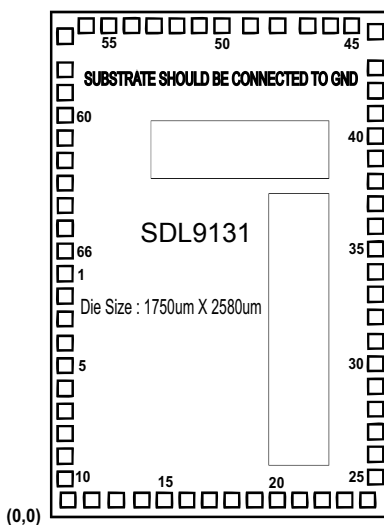 55 50 45
SUBSTRATE SHOULD BE CONNECTED TO GND
60
40
SDL9131
35
66
1
Die Size : 1750um X 2580um
5
30
10 15 20 25
(0,0)